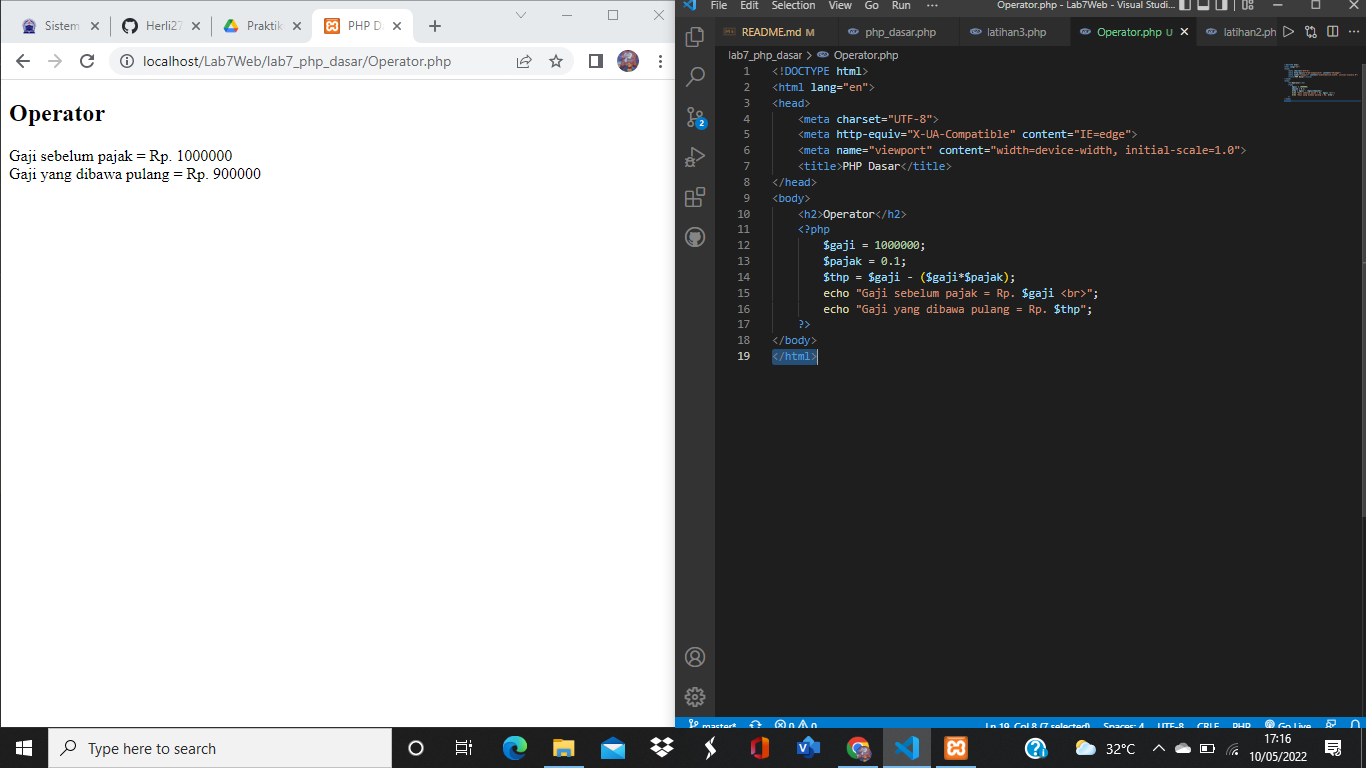 Sistem
Herli27
Praktik
PHP D
localhost/Lab7Web/lab7_php_dasar/Operator.php
Operator
Gaji sebelum pajak = Rp. 1000000
Gaji yang dibawa pulang = Rp. 900000
File Edit Selection View Go Run ··· Operator.php - Lab7Web - Visual Studi...
README.md M
php_dasar.php
latihan3.php
Operator.php U
latihan2.ph
lab7_php_dasar > Operator.php
1 <!DOCTYPE html>
2 <html lang="en">
3 <head>
4 <meta charset="UTF-8">
5 <meta http-equiv="X-UA-Compatible" content="IE=edge">
6 <meta name="viewport" content="width=device-width, initial-scale=1.0">
7 <title>PHP Dasar</title>
8 </head>
9 <body>
10 <h2>Operator</h2>
11 <?php
12 $gaji = 1000000;
13 $pajak = 0.1;
14 $thp = $gaji - ($gaji*$pajak);
15 echo "Gaji sebelum pajak = Rp. $gaji <br>";
16 echo "Gaji yang dibawa pulang = Rp. $thp";
17 ?>
18 </body>
19 </html>
2
master* 0 0 Ln 19, Col 8 (7 selected) Spaces: 4 UTF-8 CRLF PHP Go Live
Type here to search
32°C
17:16
10/05/2022